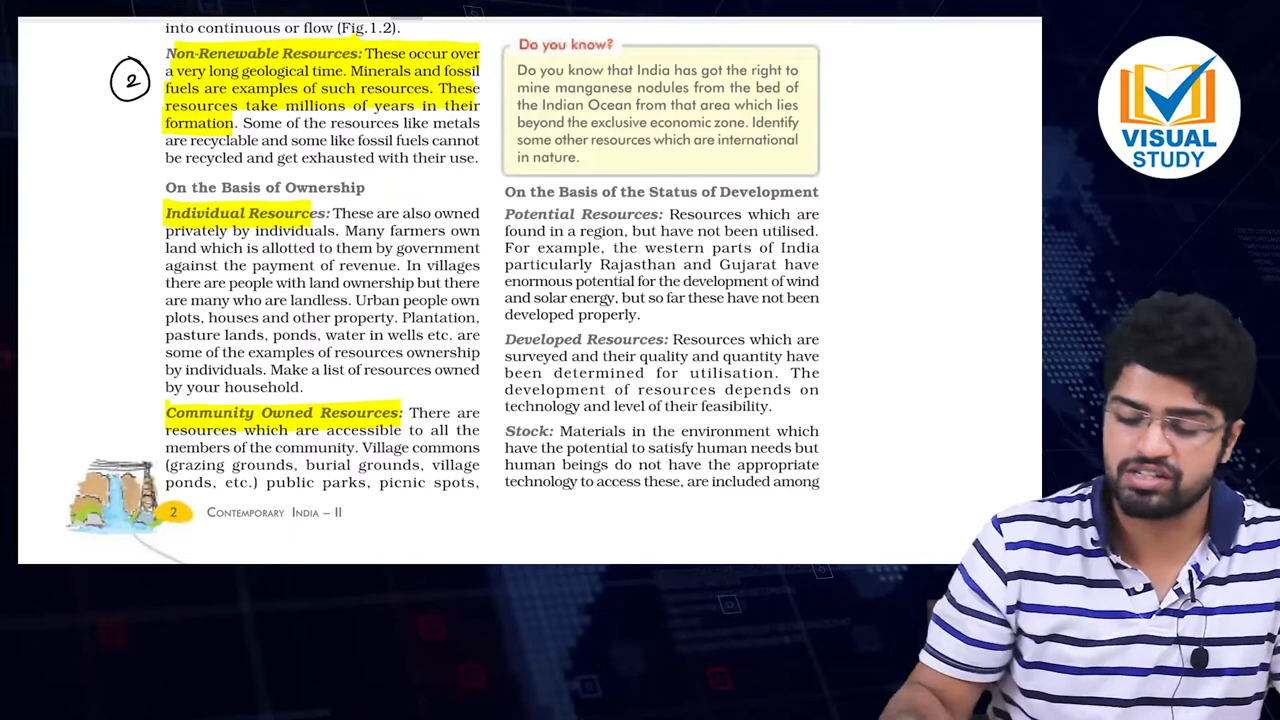 into continuous or flow (Fig.1.2).
Non-Renewable Resources: These occur over
a very long geological time. Minerals and fossil
fuels are examples of such resources. These
resources take millions of years in their
formation. Some of the resources like metals
are recyclable and some like fossil fuels cannot
be recycled and get exhausted with their use.
2
On the Basis of Ownership
Individual Resources: These are also owned
privately by individuals. Many farmers own
land which is allotted to them by government
against the payment of revenue. In villages
there are people with land ownership but there
are many who are landless. Urban people own
plots, houses and other property. Plantation,
pasture lands, ponds, water in wells etc. are
some of the examples of resources ownership
by individuals. Make a list of resources owned
by your household.
Community Owned Resources: There are
resources which are accessible to all the
members of the community. Village commons
(grazing grounds, burial grounds, village
ponds, etc.) public parks, picnic spots,
2 Contemporary India – II
Do you know?
Do you know that India has got the right to
mine manganese nodules from the bed of
the Indian Ocean from that area which lies
beyond the exclusive economic zone. Identify
some other resources which are international
in nature.
On the Basis of the Status of Development
Potential Resources: Resources which are
found in a region, but have not been utilised.
For example, the western parts of India
particularly Rajasthan and Gujarat have
enormous potential for the development of wind
and solar energy, but so far these have not been
developed properly.
Developed Resources: Resources which are
surveyed and their quality and quantity have
been determined for utilisation. The
development of resources depends on
technology and level of their feasibility.
Stock: Materials in the environment which
have the potential to satisfy human needs but
human beings do not have the appropriate
technology to access these, are included among
VISUAL
STUDY